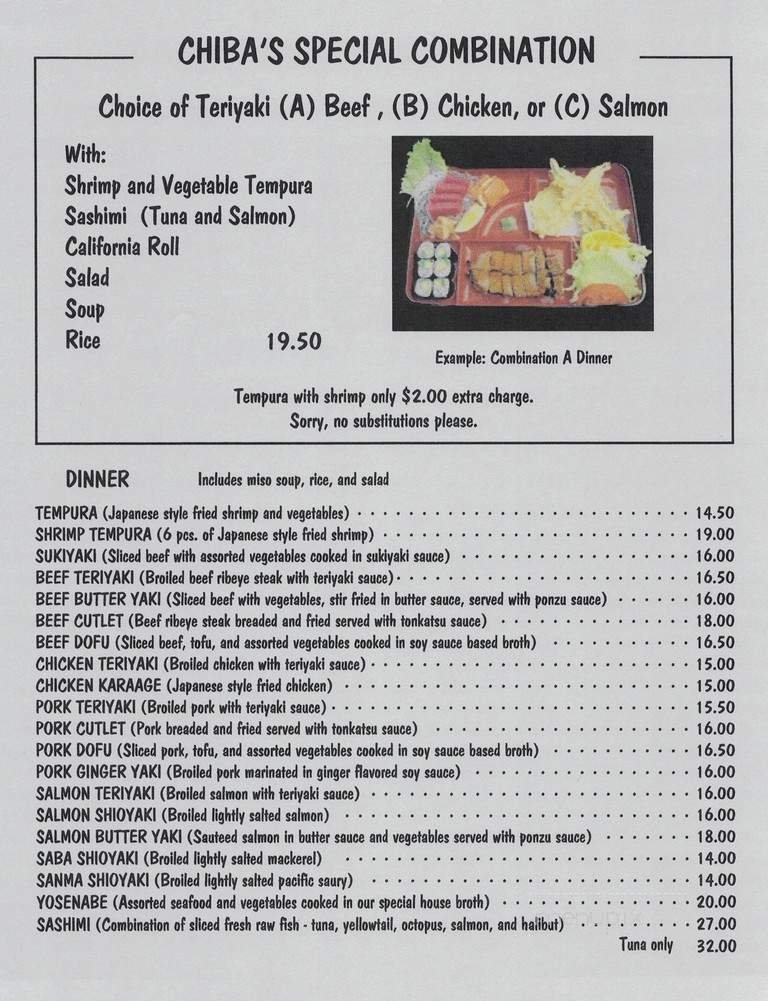 CHIBA'S SPECIAL COMBINATION
Choice of Teriyaki (A) Beef , (B) Chicken, or (C) Salmon
With:
Shrimp and Vegetable Tempura
Sashimi (Tuna and Salmon)
California Roll
Salad
Soup
Rice 19.50
Example: Combination A Dinner
Tempura with shrimp only $2.00 extra charge.
Sorry, no substitutions please.
DINNER Includes miso soup, rice, and salad
TEMPURA (Japanese style fried shrimp and vegetables) 14.50
SHRIMP TEMPURA (6 pcs. of Japanese style fried shrimp) 19.00
SUKIYAKI (Sliced beef with assorted vegetables cooked in sukiyaki sauce) 16.00
BEEF TERIYAKI (Broiled beef ribeye steak with teriyaki sauce) 16.50
BEEF BUTTER YAKI (Sliced beef with vegetables, stir fried in butter sauce, served with ponzu sauce) 16.00
BEEF CUTLET (Beef ribeye steak breaded and fried served with tonkatsu sauce) 18.00
BEEF DOFU (Sliced beef, tofu, and assorted vegetables cooked in soy sauce based broth) 16.50
CHICKEN TERIYAKI (Broiled chicken with teriyaki sauce) 15.00
CHICKEN KARAAGE (Japanese style fried chicken) 15.00
PORK TERIYAKI (Broiled pork with teriyaki sauce) 15.50
PORK CUTLET (Pork breaded and fried served with tonkatsu sauce) 16.00
PORK DOFU (Sliced pork, tofu, and assorted vegetables cooked in soy sauce based broth) 16.50
PORK GINGER YAKI (Broiled pork marinated in ginger flavored soy sauce) 16.00
SALMON TERIYAKI (Broiled salmon with teriyaki sauce) 16.00
SALMON SHIOYAKI (Broiled lightly salted salmon) 16.00
SALMON BUTTER YAKI (Sauteed salmon in butter sauce and vegetables served with ponzu sauce) 18.00
SABA SHIOYAKI (Broiled lightly salted mackerel) 14.00
SANMA SHIOYAKI (Broiled lightly salted pacific saury) 14.00
YOSENABE (Assorted seafood and vegetables cooked in our special house broth) 20.00
SASHIMI (Combination of sliced fresh raw fish - tuna, yellowtail, octopus, salmon, and halibut) 27.00
Tuna only 32.00